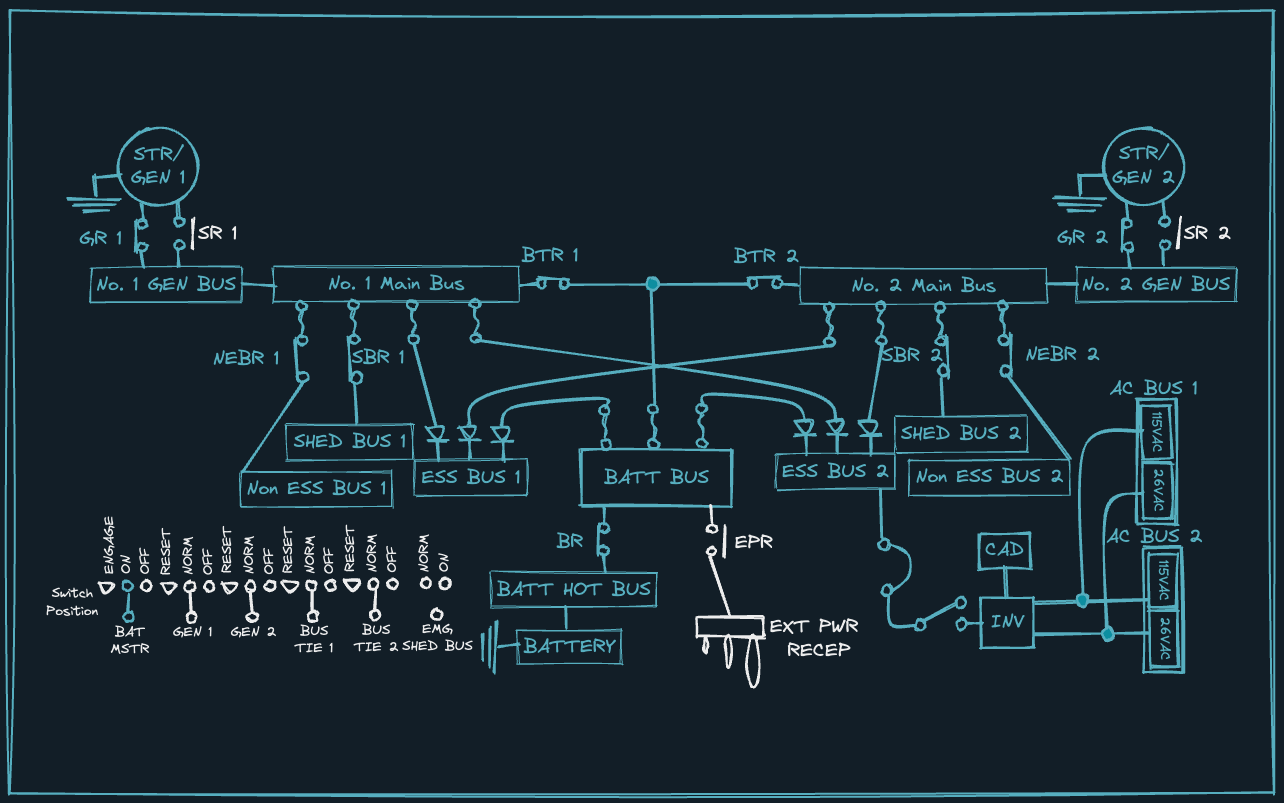 STR/
GEN 1
STR/
GEN 2
GR 1
SR 1
GR 2
SR 2
BTR 1
BTR 2
No. 1 GEN BUS
No. 1 Main Bus
No. 2 Main Bus
No. 2 GEN BUS
NEBR 1
SBR 1
SBR 2
NEBR 2
AC BUS 1
115VAC
26VAC
SHED BUS 1
SHED BUS 2
ESS BUS 1
BATT BUS
ESS BUS 2
Non ESS BUS 1
Non ESS BUS 2
ENGAGE
ON
OFF
RESET
NORM
OFF
RESET
NORM
OFF
RESET
NORM
OFF
RESET
NORM
OFF
NORM
ON
BR
EPR
CAD
AC BUS 2
115VAC
26VAC
Switch
Position
BATT HOT BUS
INV
BAT
MSTR
GEN 1
GEN 2
BUS
TIE 1
BUS
TIE 2
EMG
SHED BUS
BATTERY
EXT PWR
RECEP